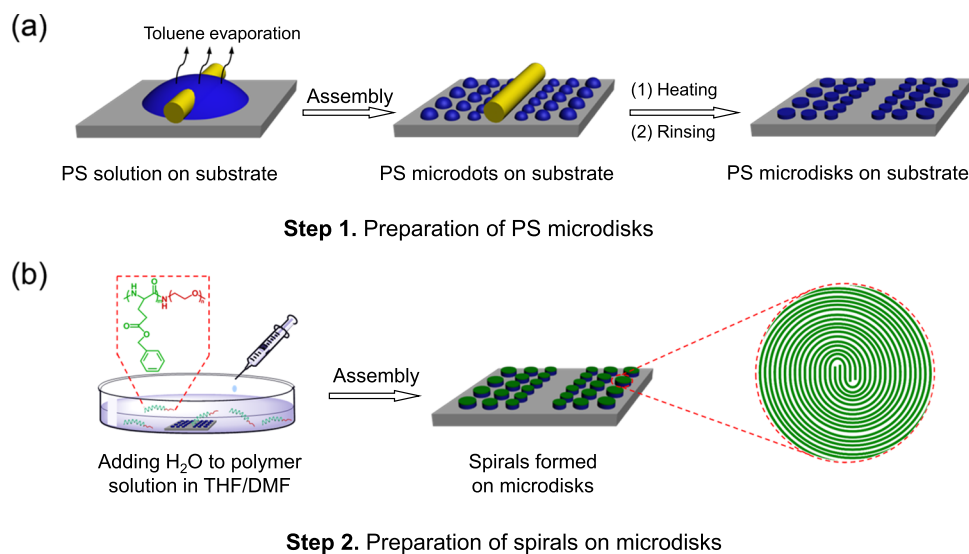 (a)
Toluene evaporation
Assembly
(1) Heating
(2) Rinsing
PS solution on substrate
PS microdots on substrate
PS microdisks on substrate
Step 1. Preparation of PS microdisks
(b)
Assembly
Adding H₂O to polymer
solution in THF/DMF
Spirals formed
on microdisks
Step 2. Preparation of spirals on microdisks